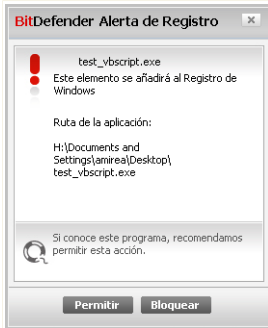 BitDefender Alerta de Registro
test_vbscript.exe
Este elemento se añadirá al Registro de
Windows
Ruta de la aplicación:
H:\Documents and
Settings\amirea\Desktop\
test_vbscript.exe
Si conoce este programa, recomendamos
permitir esta acción.
Permitir Bloquear